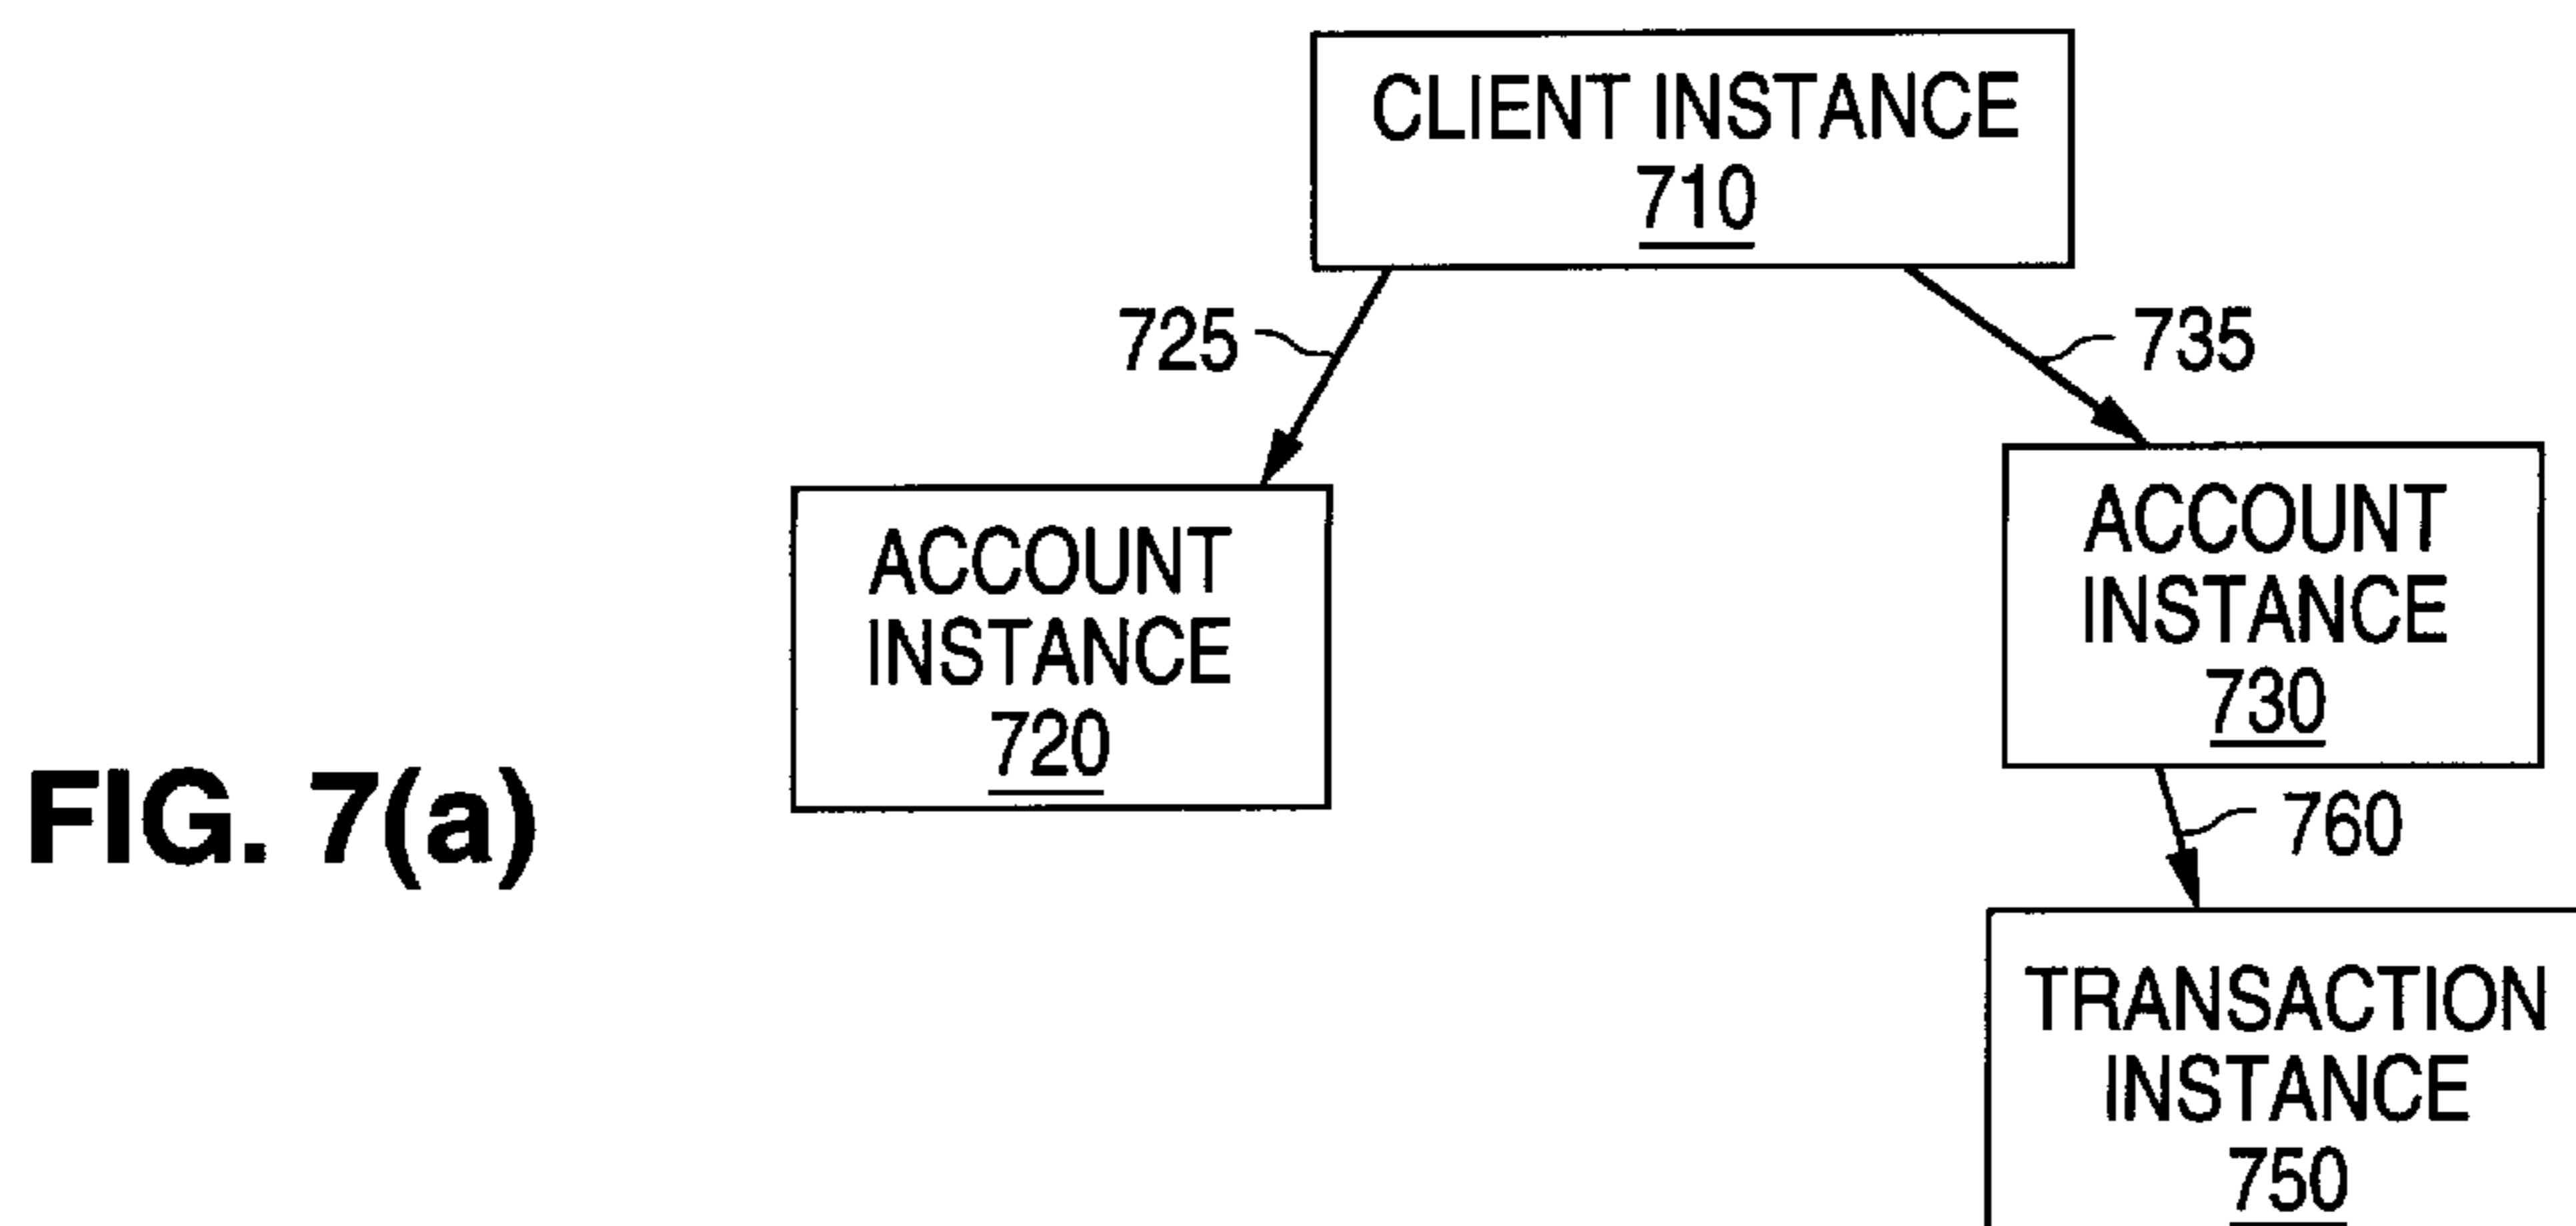 CLIENT INSTANCE
710
725
735
ACCOUNT
INSTANCE
720
ACCOUNT
INSTANCE
730
FIG. 7(a)
760
TRANSACTION
INSTANCE
750